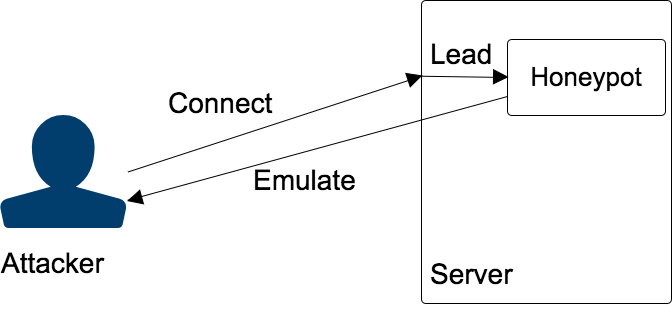 Lead
Honeypot
Connect
Emulate
Attacker
Server